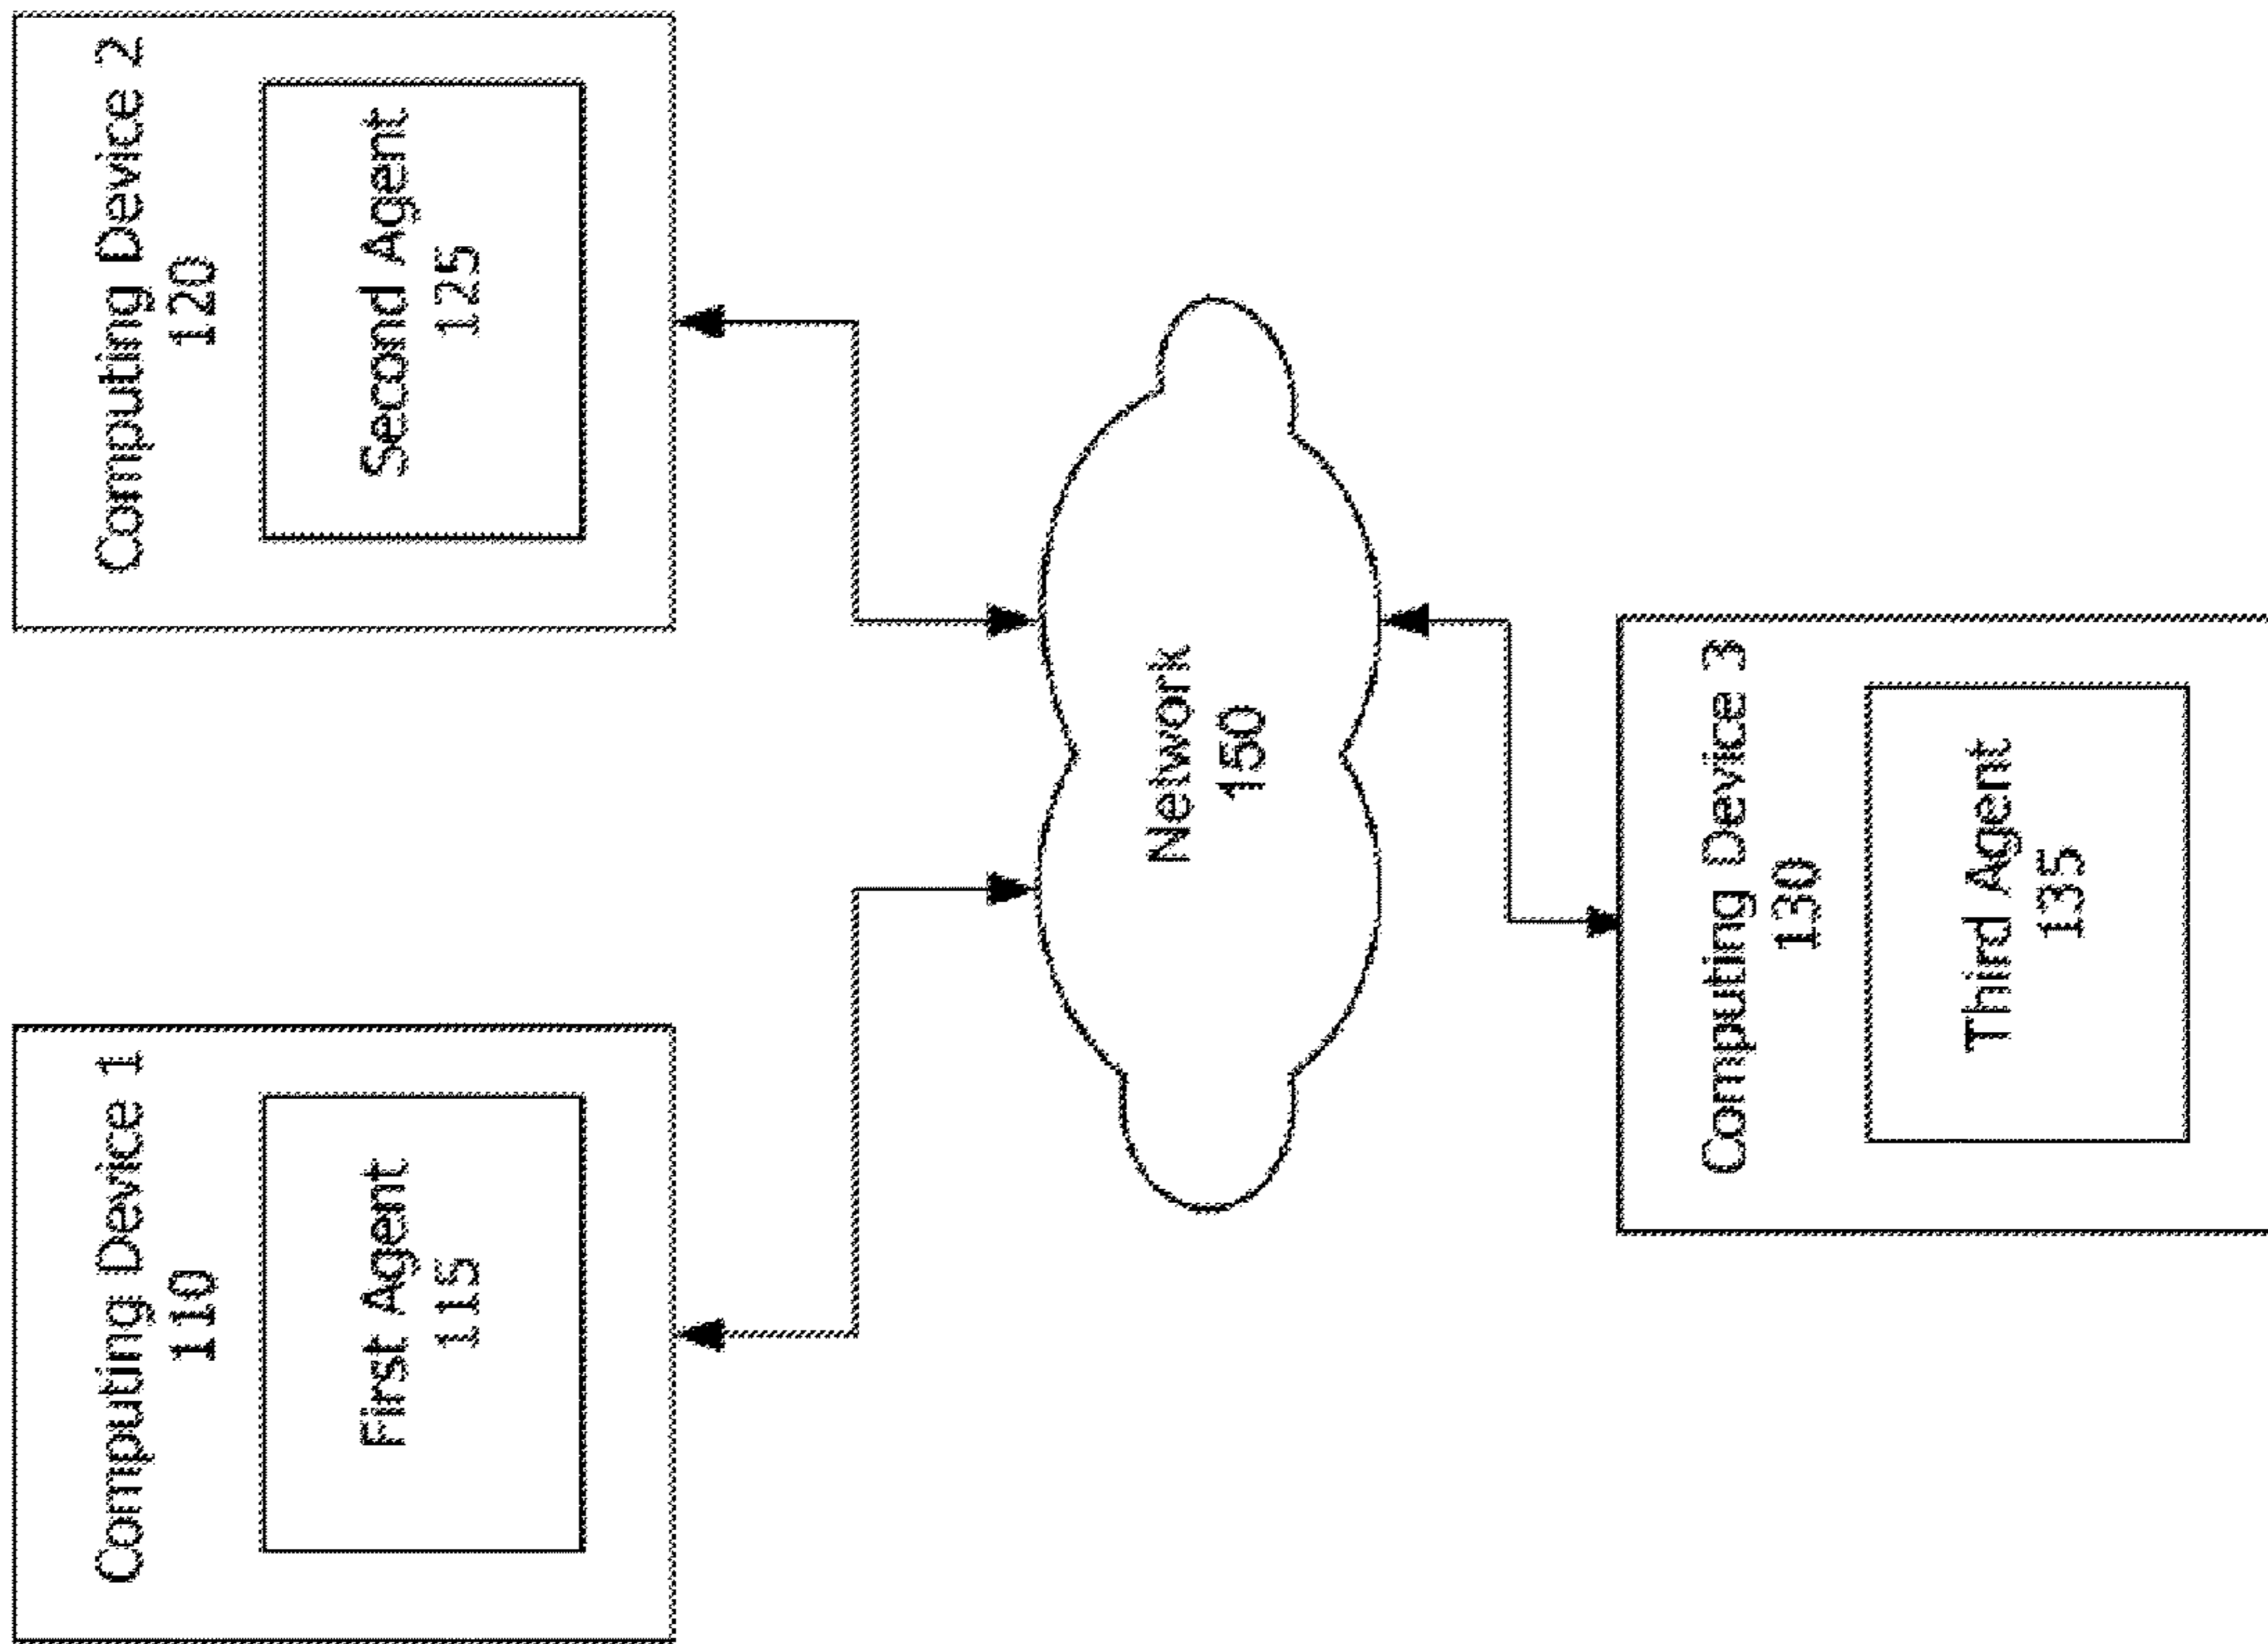 Computing Device 1
110
First Agent
115
Computing Device 2
120
Second Agent
125
Network
150
Computing Device 3
130
Third Agent
135